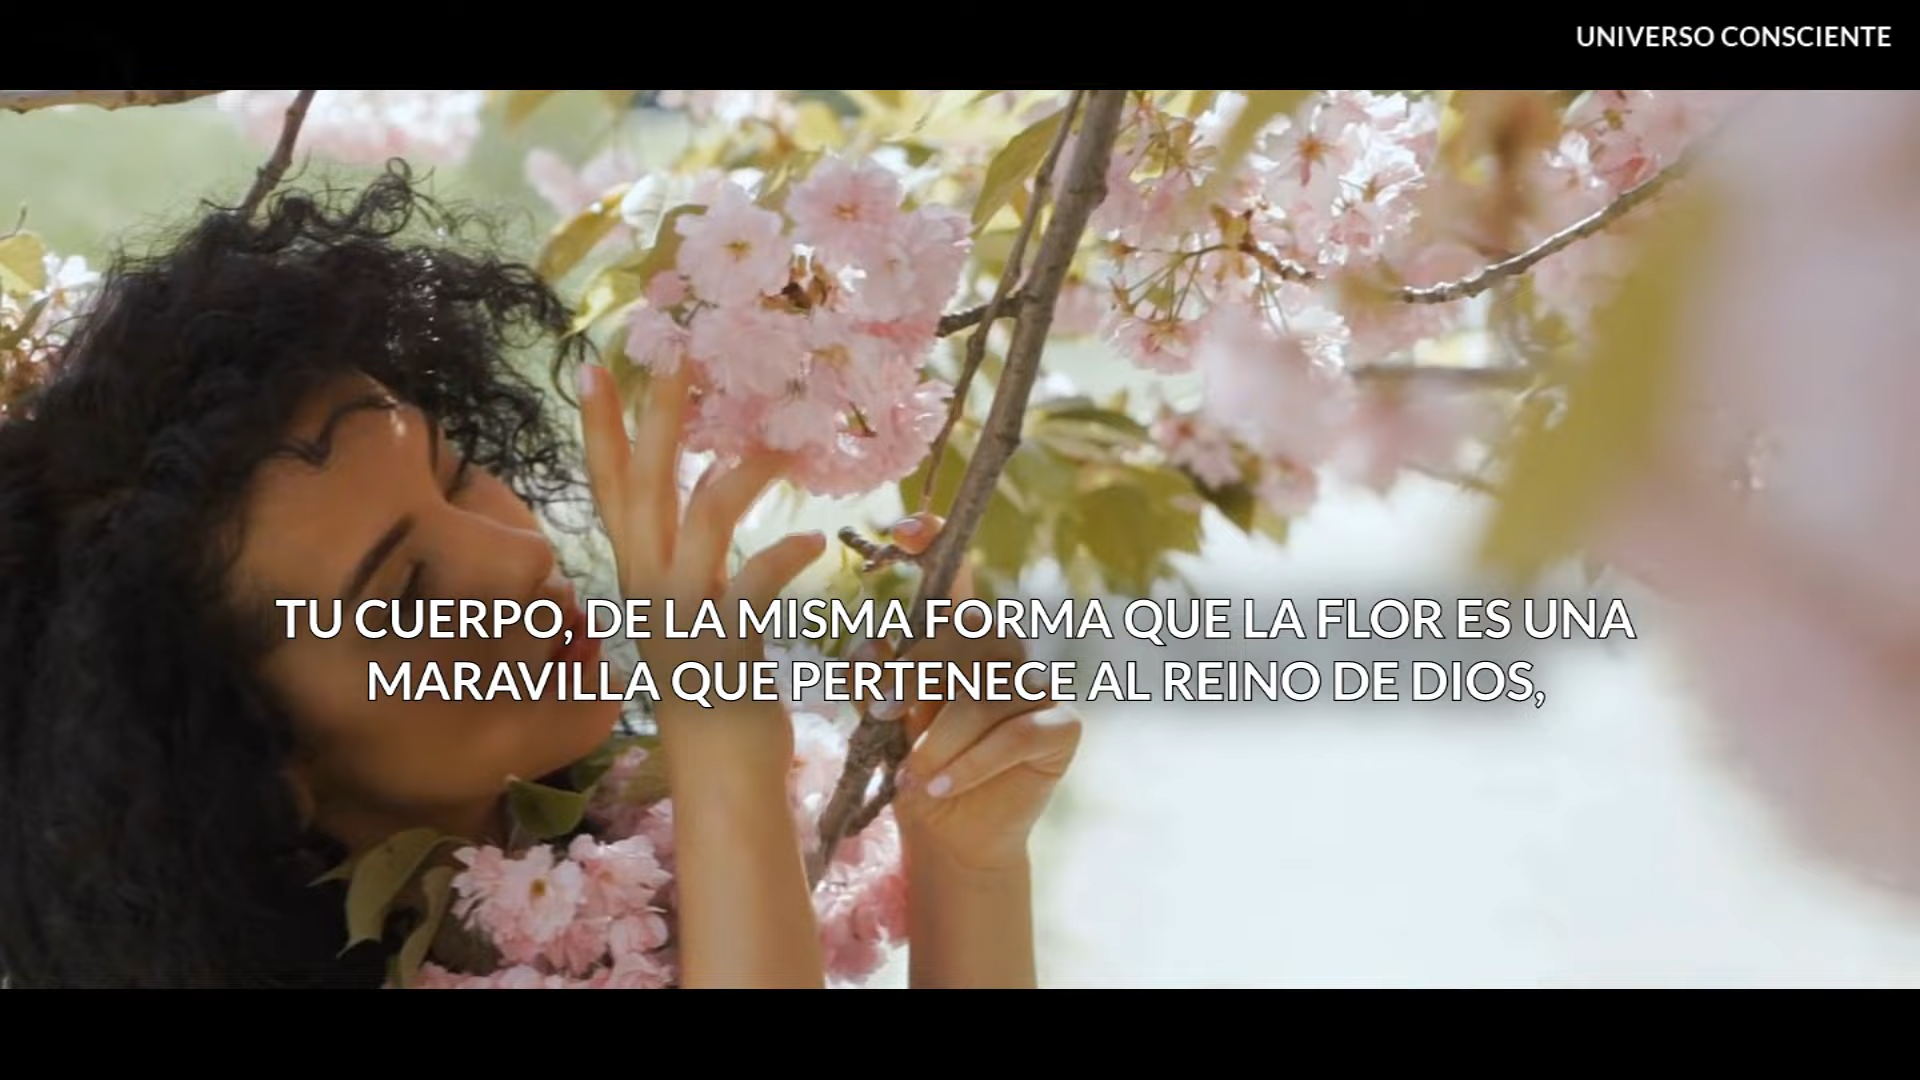 UNIVERSO CONSCIENTE
TU CUERPO, DE LA MISMA FORMA QUE LA FLOR ES UNA
MARAVILLA QUE PERTENECE AL REINO DE DIOS,